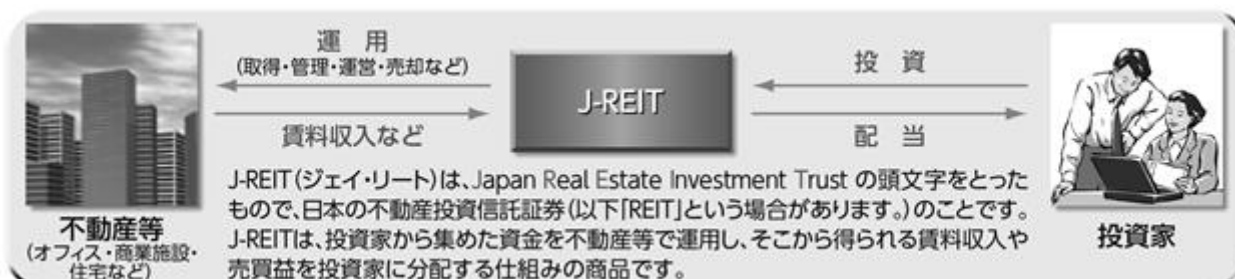 運 用
(取得・管理・運営・売却など)
賃料収入など
J-REIT
投 資
配 当
不動産等
(オフィス・商業施設・
住宅など)
投資家
J-REIT(ジェイ・リート)は、Japan Real Estate Investment Trust の頭文字をとった
もので、日本の不動産投資信託証券(以下「REIT」という場合があります。)のことです。
J-REITは、投資家から集めた資金を不動産等で運用し、そこから得られる賃料収入や
売買益を投資家に分配する仕組みの商品です。